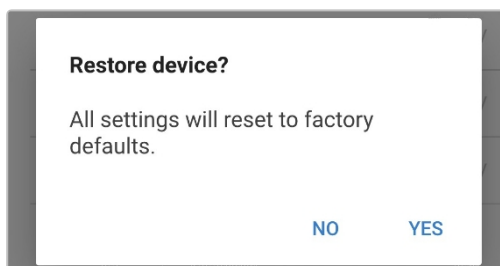 Restore device?
All settings will reset to factory
defaults.
NO YES